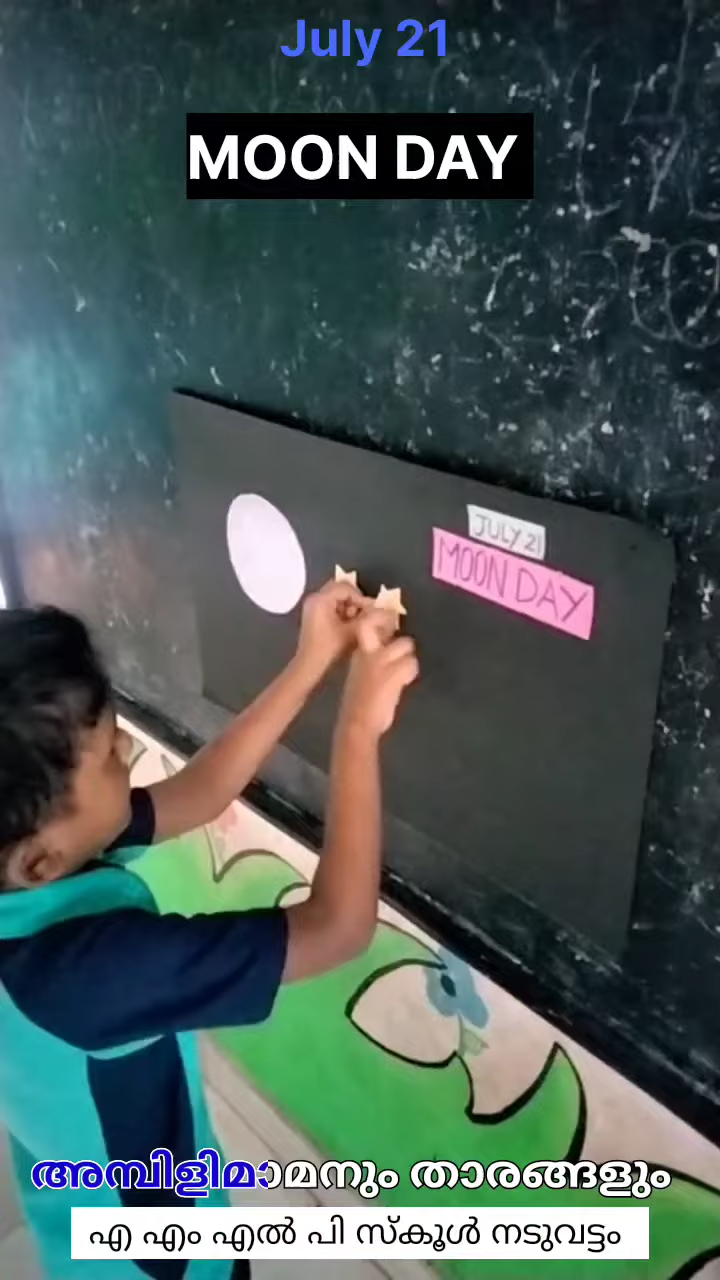 July 21
MOON DAY
JULY 21
MOON DAY
അമ്പിളിമാമനും താരങ്ങളും
എ എം എൽ പി സ്കൂൾ നടുവട്ടം